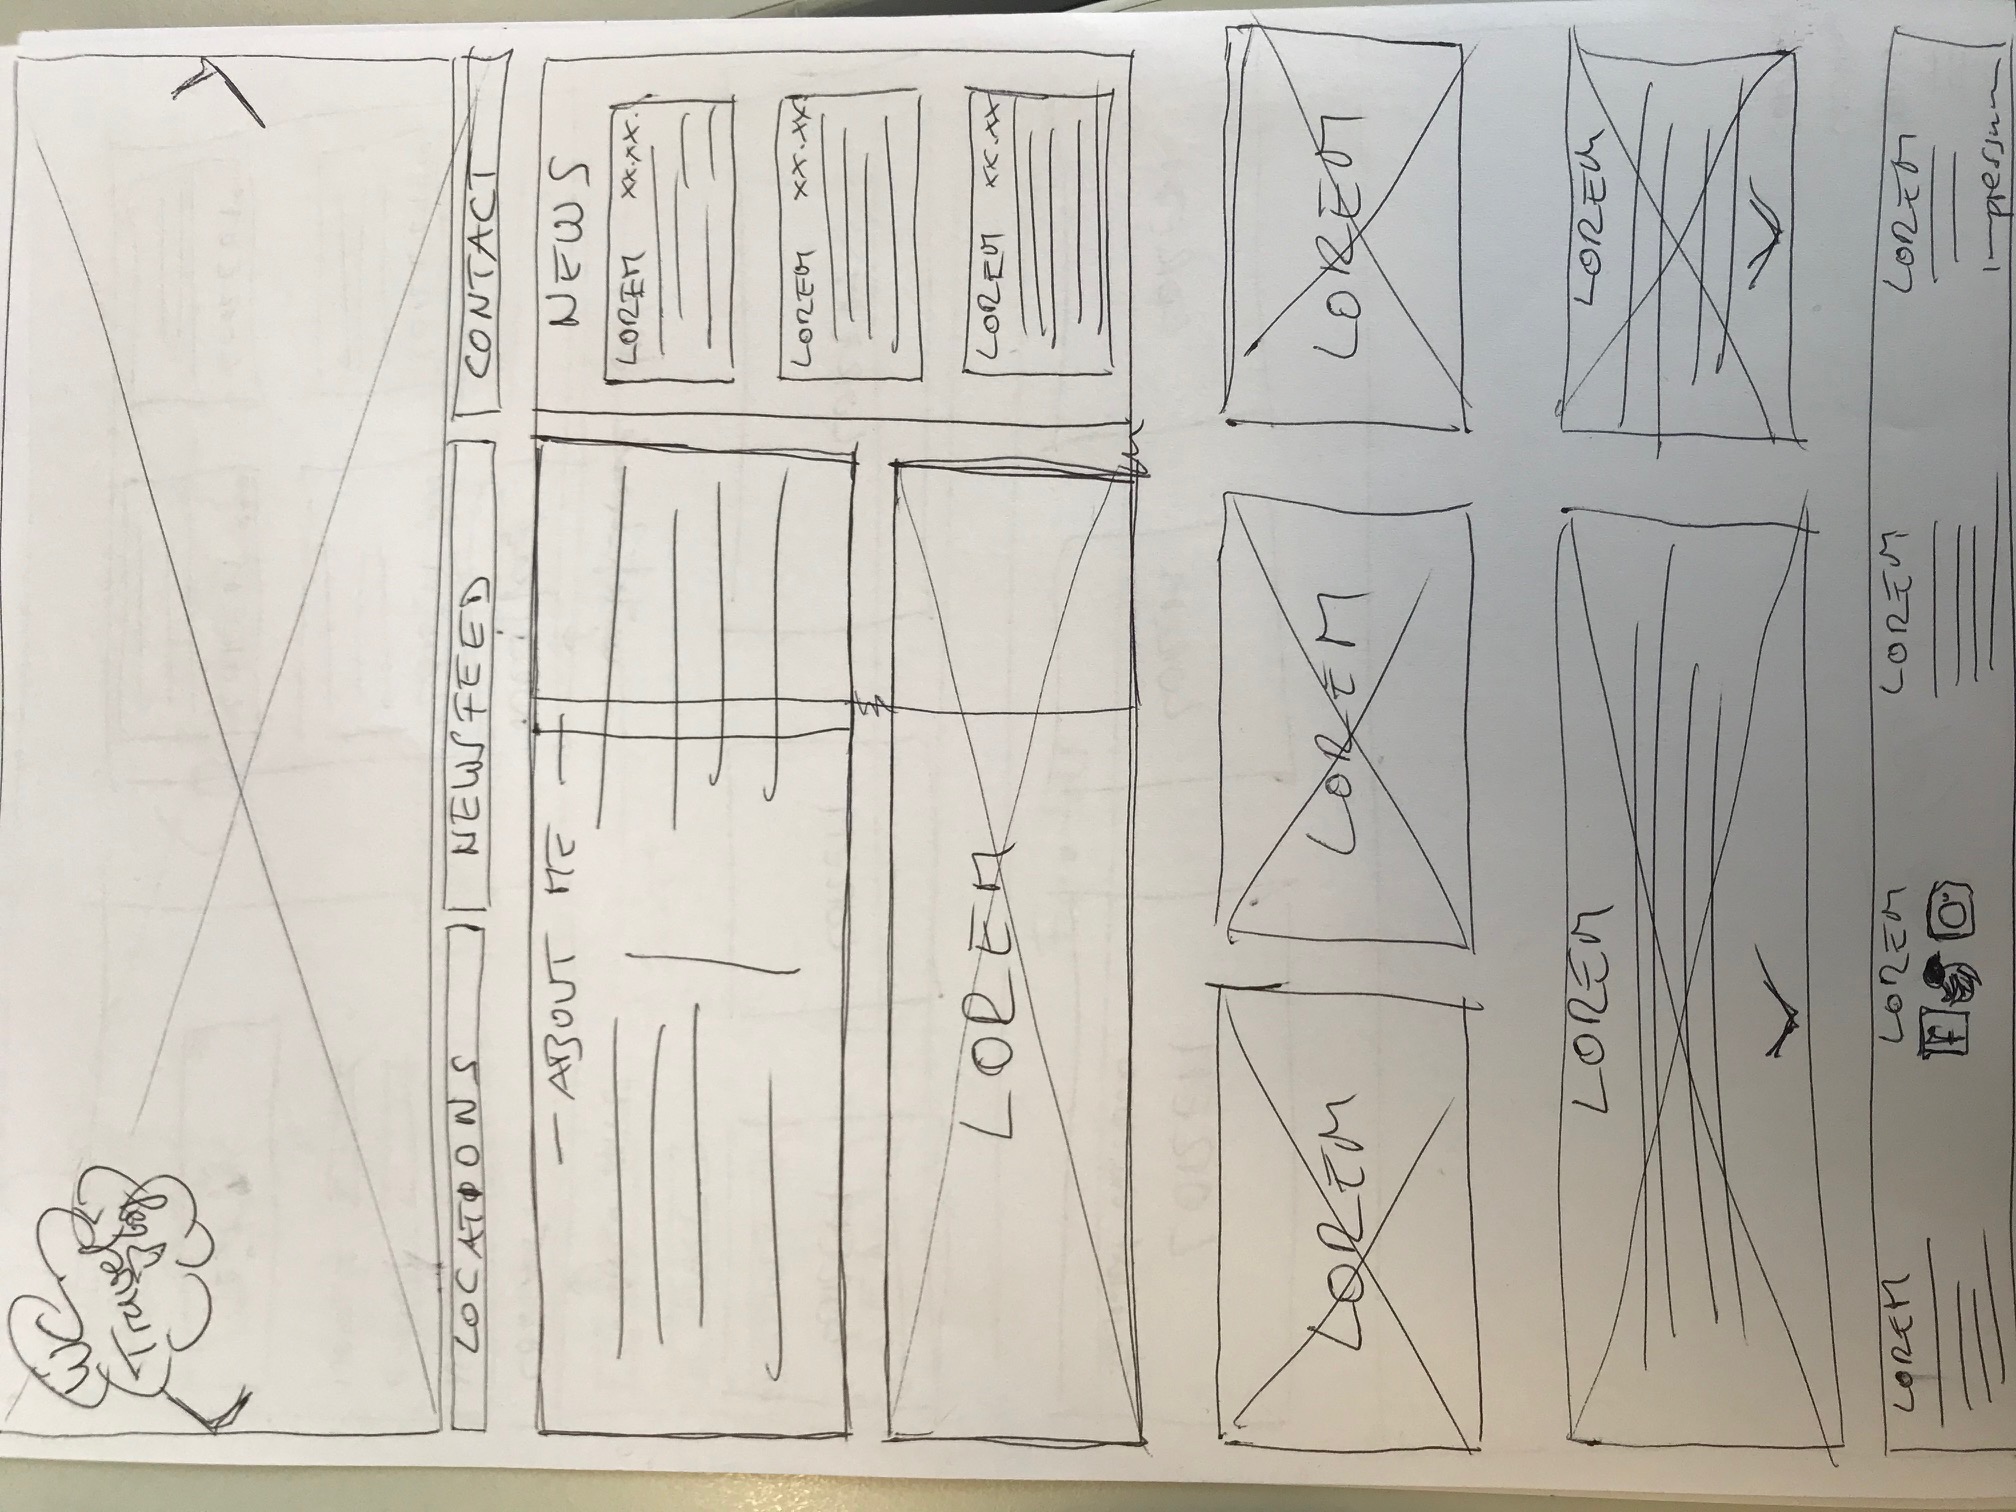 WC
Travel
Blog
LOCATIONS NEWSFEED CONTACT
— ABOUT ME —
NEWS
LOREM xx.xx.
LOREM xx.xx.
LOREM xx.xx
LOREM
LOREM LOREM LOREM
LOREM LOREM
LOREM LOREM LOREM LOREM
F
Impressum